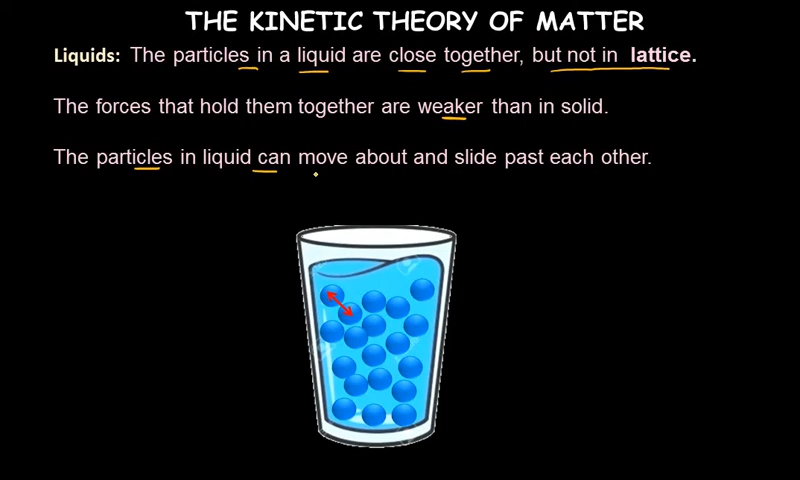 THE KINETIC THEORY OF MATTER
Liquids: The particles in a liquid are close together, but not in lattice.
The forces that hold them together are weaker than in solid.
The particles in liquid can move about and slide past each other.